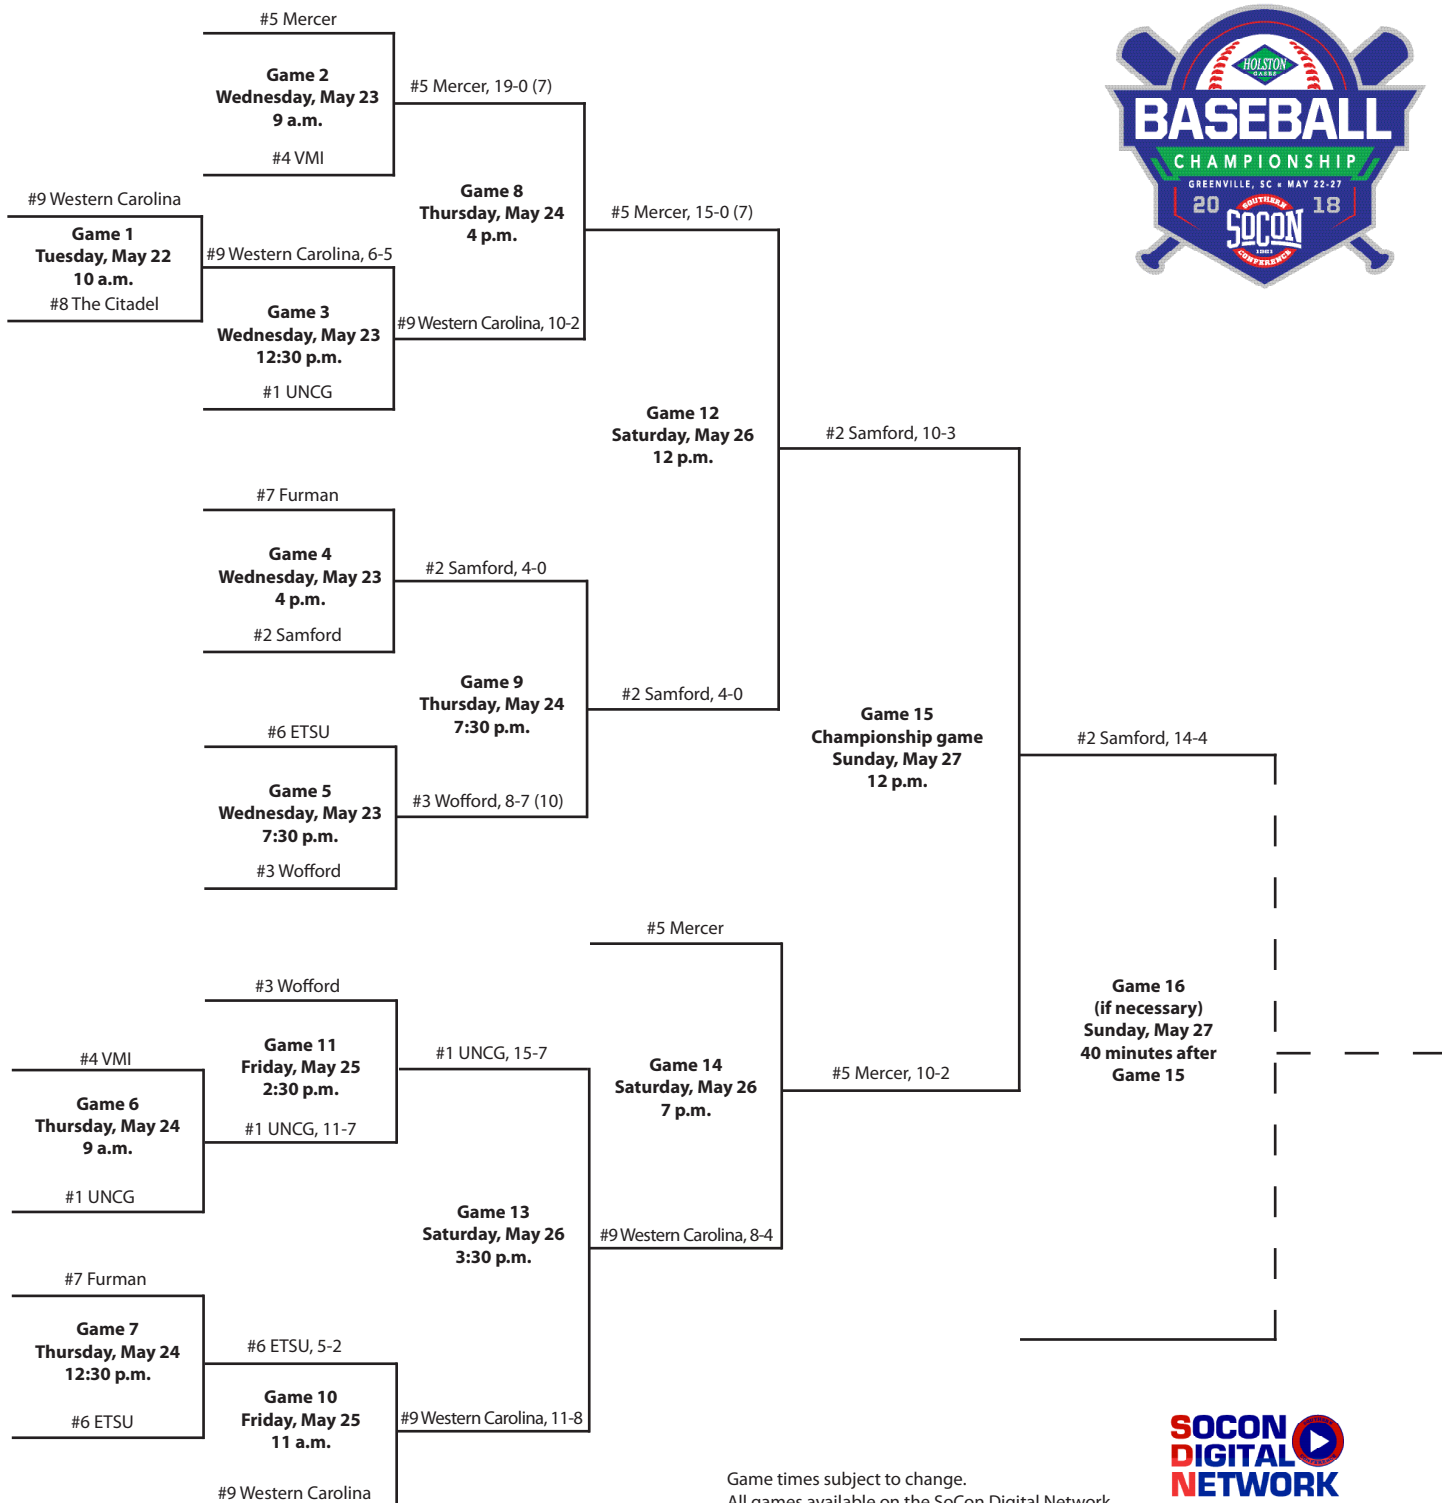 #5 Mercer
Game 2
Wednesday, May 23
9 a.m.
#4 VMI
#5 Mercer, 19-0 (7)
Game 8
Thursday, May 24
4 p.m.
#5 Mercer, 15-0 (7)
#9 Western Carolina
Game 1
Tuesday, May 22
10 a.m.
#8 The Citadel
#9 Western Carolina, 6-5
Game 3
Wednesday, May 23
12:30 p.m.
#1 UNCG
#9 Western Carolina, 10-2
Game 12
Saturday, May 26
12 p.m.
#2 Samford, 10-3
#7 Furman
Game 4
Wednesday, May 23
4 p.m.
#2 Samford
#2 Samford, 4-0
Game 9
Thursday, May 24
7:30 p.m.
#2 Samford, 4-0
#6 ETSU
Game 5
Wednesday, May 23
7:30 p.m.
#3 Wofford
#3 Wofford, 8-7 (10)
Game 15
Championship game
Sunday, May 27
12 p.m.
#2 Samford, 14-4
#5 Mercer
#3 Wofford
Game 11
Friday, May 25
2:30 p.m.
#1 UNCG, 11-7
#1 UNCG, 15-7
Game 14
Saturday, May 26
7 p.m.
#5 Mercer, 10-2
Game 16
(if necessary)
Sunday, May 27
40 minutes after
Game 15
#4 VMI
Game 6
Thursday, May 24
9 a.m.
#1 UNCG
Game 13
Saturday, May 26
3:30 p.m.
#9 Western Carolina, 8-4
#7 Furman
Game 7
Thursday, May 24
12:30 p.m.
#6 ETSU
#6 ETSU, 5-2
Game 10
Friday, May 25
11 a.m.
#9 Western Carolina
#9 Western Carolina, 11-8
Game times subject to change.
All games available on the SoCon Digital Network
HOLSTON
GASES
BASEBALL
CHAMPIONSHIP
GREENVILLE, SC • MAY 22-27
20 18
SOUTHERN
SOCON
1921
CONFERENCE
SOCON
DIGITAL
NETWORK